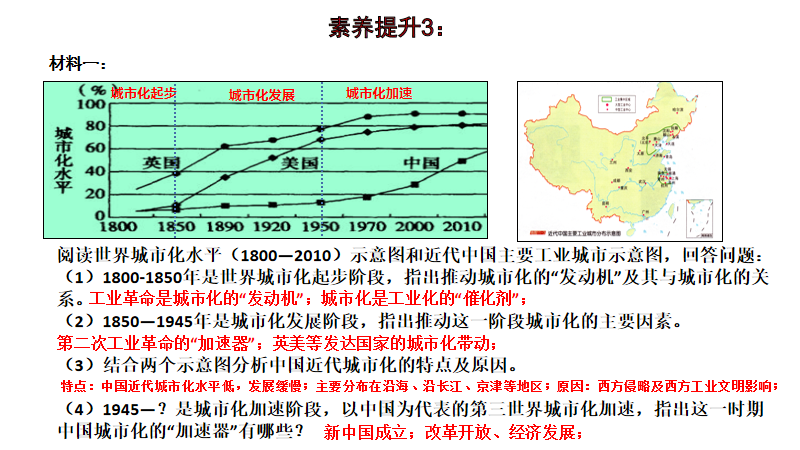 素养提升3：
材料一：
城市化起步
城市化发展
城市化加速
（%）
100
80
60
40
20
0
城市化水平
英国
美国
中国
1800 1850 1890 1920 1950 1970 2000 2010
近代中国主要工业城市分布示意图
阅读世界城市化水平（1800—2010）示意图和近代中国主要工业城市示意图，回答问题：
（1）1800-1850年是世界城市化起步阶段，指出推动城市化的“发动机”及其与城市化的关
系。工业革命是城市化的“发动机”；城市化是工业化的“催化剂”；
（2）1850—1945年是城市化发展阶段，指出推动这一阶段城市化的主要因素。
第二次工业革命的“加速器”；英美等发达国家的城市化带动；
（3）结合两个示意图分析中国近代城市化的特点及原因。
特点：中国近代城市化水平低，发展缓慢；主要分布在沿海、沿长江、京津等地区；原因：西方侵略及西方工业文明影响；
（4）1945—？是城市化加速阶段，以中国为代表的第三世界城市化加速，指出这一时期
中国城市化的“加速器”有哪些？ 新中国成立；改革开放、经济发展；